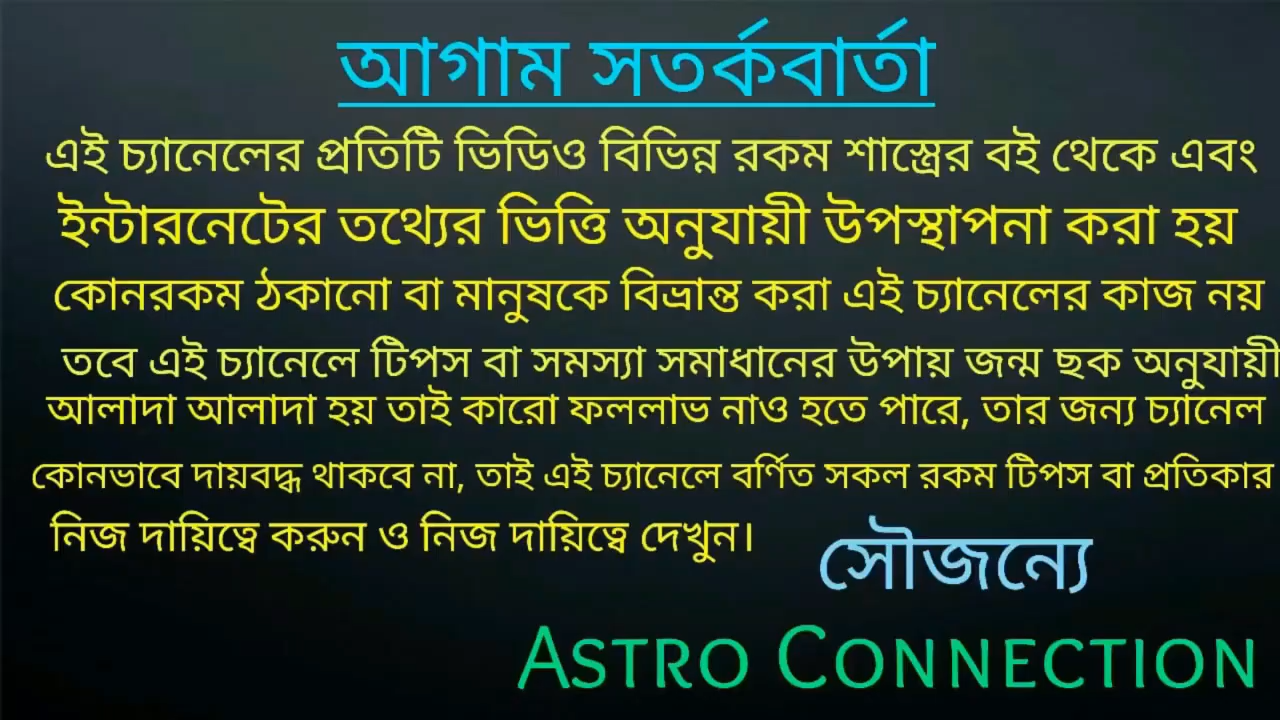 আগাম সতর্কবার্তা
এই চ্যানেলের প্রতিটি ভিডিও বিভিন্ন রকম শাস্ত্রের বই থেকে এবং
ইন্টারনেটের তথ্যের ভিত্তি অনুযায়ী উপস্থাপনা করা হয়
কোনরকম ঠকানো বা মানুষকে বিভ্রান্ত করা এই চ্যানেলের কাজ নয়
তবে এই চ্যানেলে টিপস বা সমস্যা সমাধানের উপায় জন্ম ছক অনুযায়ী
আলাদা আলাদা হয় তাই কারো ফললাভ নাও হতে পারে, তার জন্য চ্যানেল
কোনভাবে দায়বদ্ধ থাকবে না, তাই এই চ্যানেলে বর্ণিত সকল রকম টিপস বা প্রতিকার
নিজ দায়িত্বে করুন ও নিজ দায়িত্বে দেখুন।
সৌজন্যে
ASTRO CONNECTION